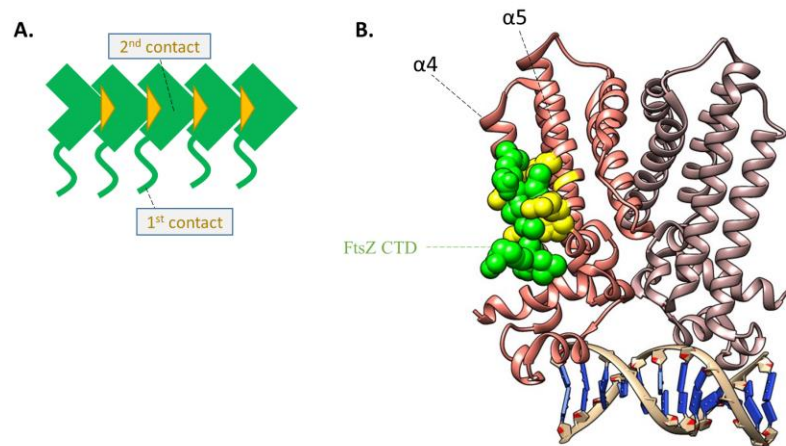 A.
2nd contact
1st contact
B.
α5
α4
FtsZ CTD